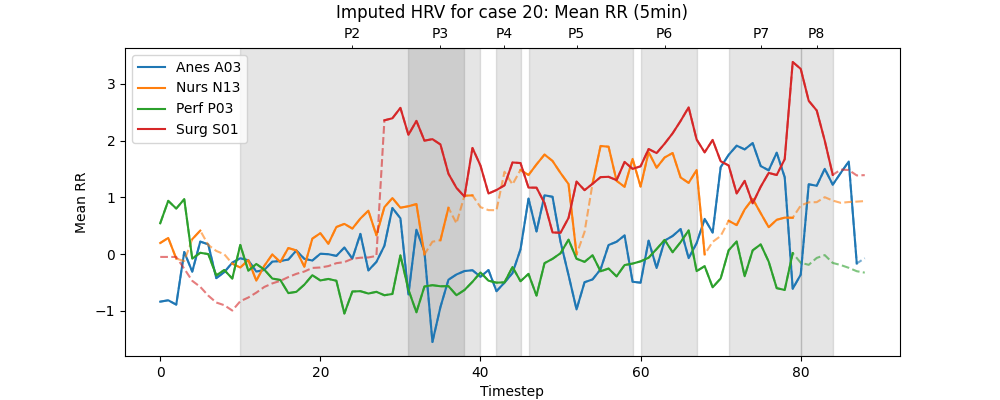 Imputed HRV for case 20: Mean RR (5min)
P2 P3 P4 P5 P6 P7 P8
Anes A03
Nurs N13
Perf P03
Surg S01
3
2
1
0
−1
Mean RR
0 20 40 60 80
Timestep